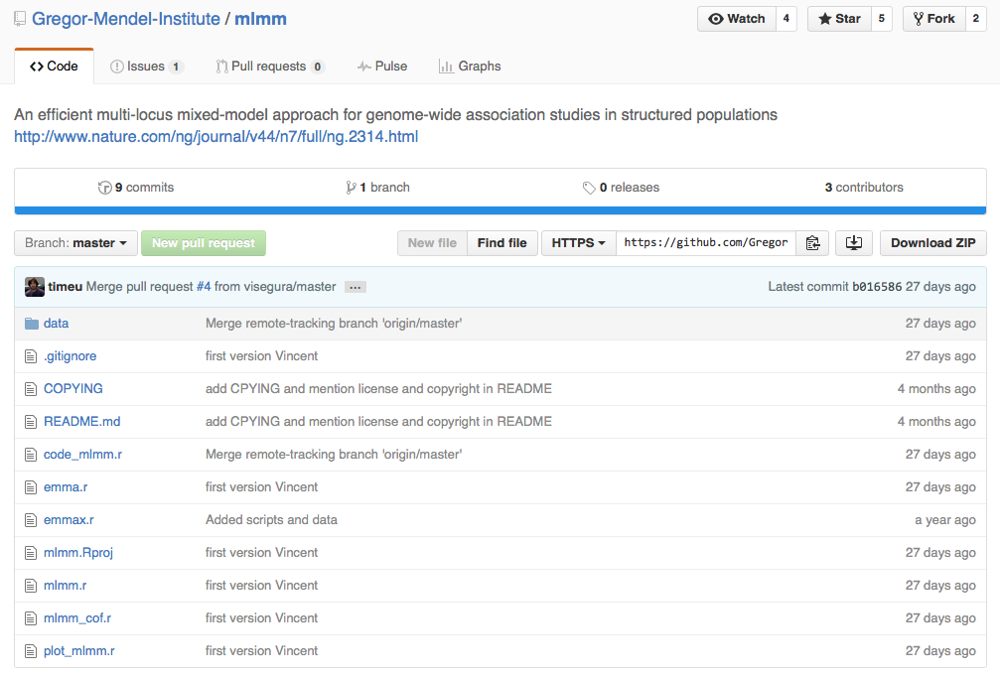 Gregor-Mendel-Institute / mlmm Watch 4 Star 5 Fork 2
Code Issues 1 Pull requests 0 Pulse Graphs
An efficient multi-locus mixed-model approach for genome-wide association studies in structured populations
http://www.nature.com/ng/journal/v44/n7/full/ng.2314.html
9 commits 1 branch 0 releases 3 contributors
Branch: master New pull request New file Find file HTTPS https://github.com/Gregor Download ZIP
timeu Merge pull request #4 from visegura/master ... Latest commit b016586 27 days ago
data Merge remote-tracking branch 'origin/master' 27 days ago
.gitignore first version Vincent 27 days ago
COPYING add CPYING and mention license and copyright in README 4 months ago
README.md add CPYING and mention license and copyright in README 4 months ago
code_mlmm.r Merge remote-tracking branch 'origin/master' 27 days ago
emma.r first version Vincent 27 days ago
emmax.r Added scripts and data a year ago
mlmm.Rproj first version Vincent 27 days ago
mlmm.r first version Vincent 27 days ago
mlmm_cof.r first version Vincent 27 days ago
plot_mlmm.r first version Vincent 27 days ago